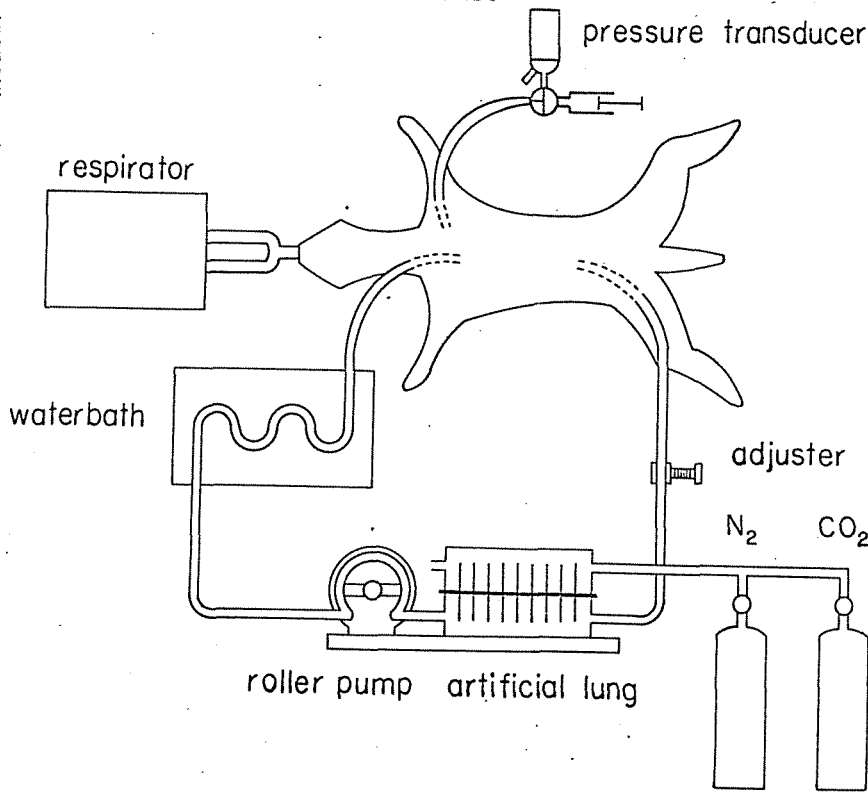 pressure transducer
respirator
waterbath
adjuster
N₂ CO₂
roller pump artificial lung